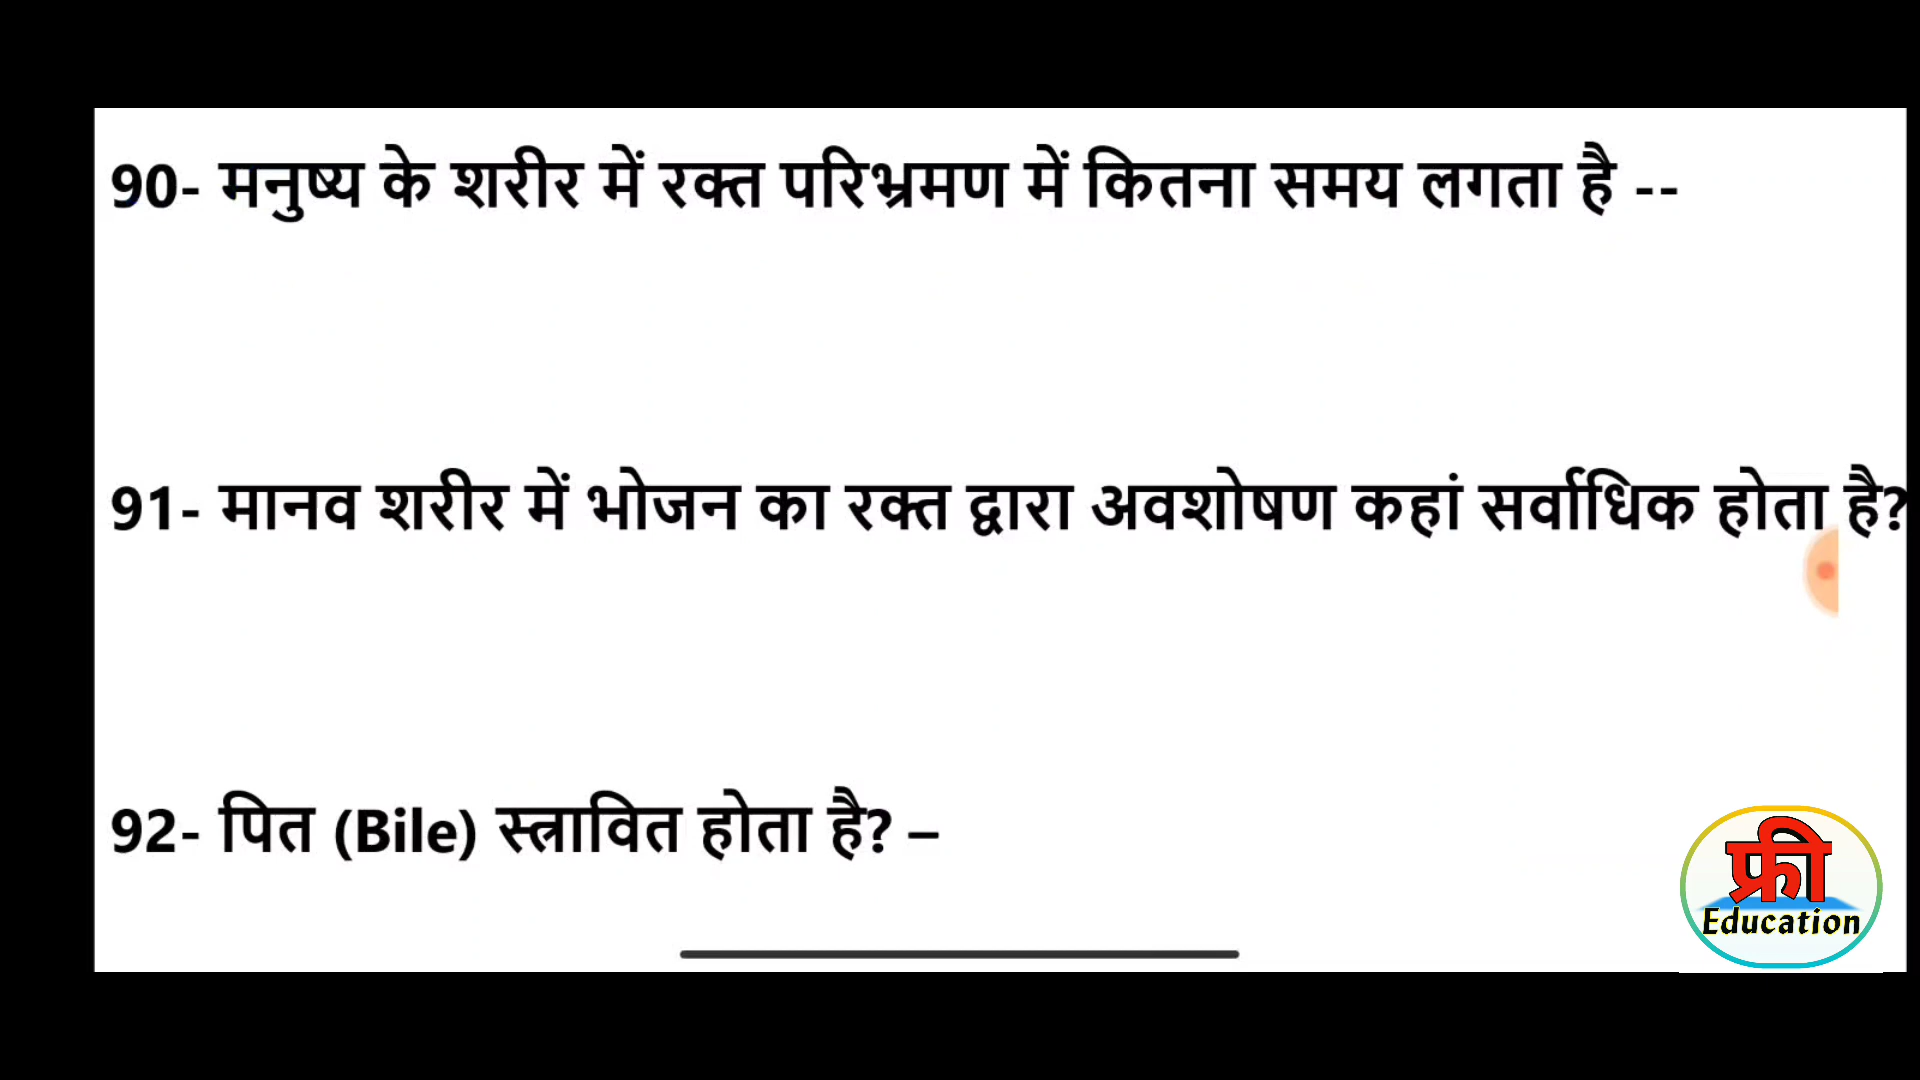 90- मनुष्य के शरीर में रक्त परिभ्रमण में कितना समय लगता है --
91- मानव शरीर में भोजन का रक्त द्वारा अवशोषण कहां सर्वाधिक होता है?
92- पित (Bile) स्त्रावित होता है? –
फ्री
Education